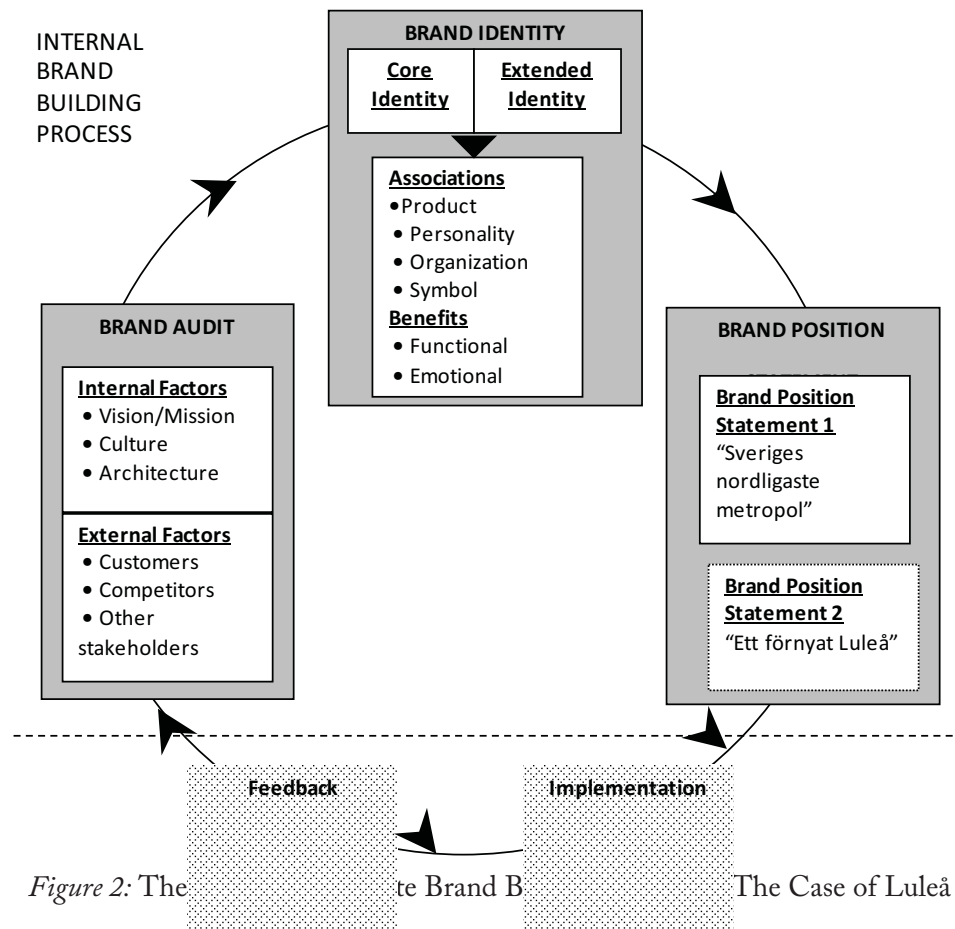 INTERNAL
BRAND
BUILDING
PROCESS
BRAND IDENTITY
Core
Identity
Extended
Identity
Associations
•Product
• Personality
• Organization
• Symbol
Benefits
• Functional
• Emotional
BRAND AUDIT
Internal Factors
• Vision/Mission
• Culture
• Architecture
External Factors
• Customers
• Competitors
• Other
stakeholders
BRAND POSITION
Brand Position
Statement 1
“Sveriges
nordligaste
metropol”
Brand Position
Statement 2
“Ett förnyat Luleå”
Feedback
Implementation
Figure 2: The te Brand B The Case of Luleå